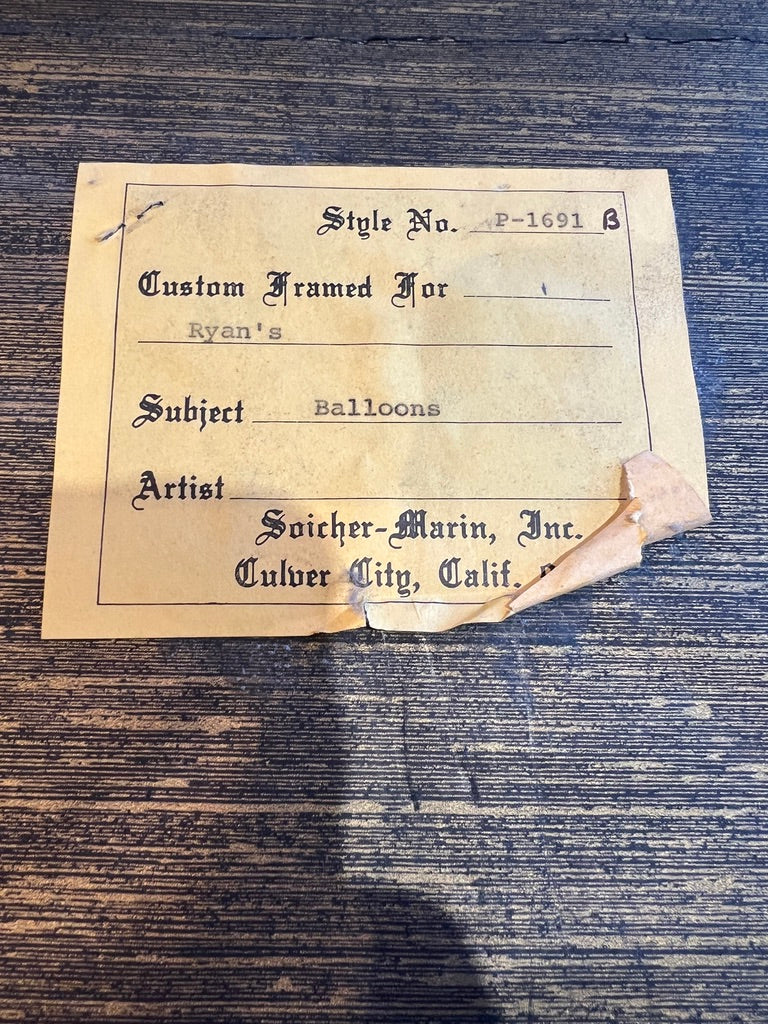 Style No. P-1691 B
Custom Framed For
Ryan's
Subject Balloons
Artist
Soicher-Marin, Inc.
Culver City, Calif.